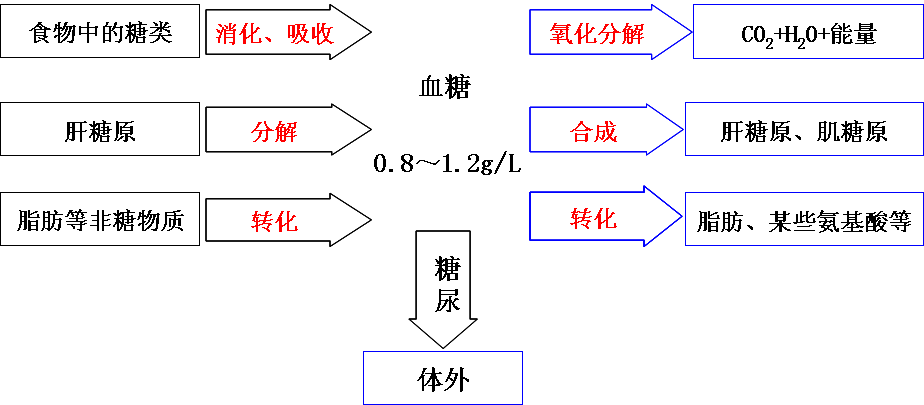 食物中的糖类
消化、吸收
氧化分解
CO₂+H₂O+能量
血糖
肝糖原
分解
合成
肝糖原、肌糖原
0.8～1.2g/L
脂肪等非糖物质
转化
转化
脂肪、某些氨基酸等
糖尿
体外